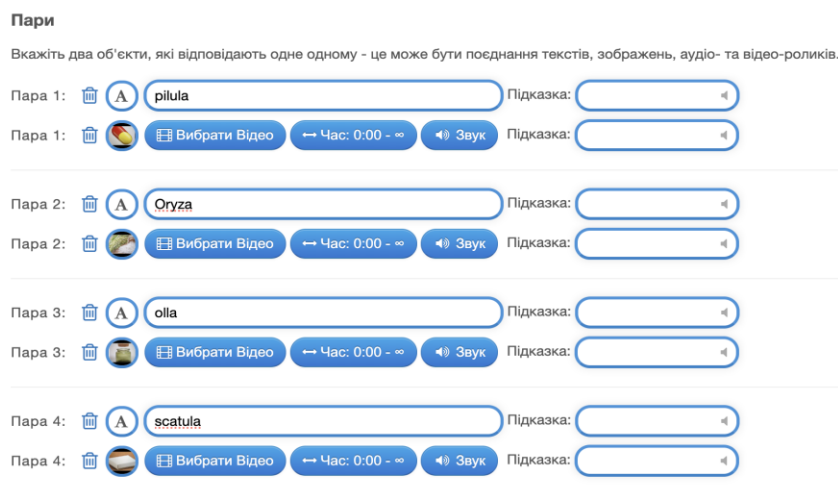 Пари
Вкажіть два об'єкти, які відповідають одне одному - це може бути поєднання текстів, зображень, аудіо- та відео-роликів.
Пара 1: A pilula Підказка:
Пара 1: Вибрати Відео Час: 0:00 - ∞ Звук Підказка:
Пара 2: A Oryza Підказка:
Пара 2: Вибрати Відео Час: 0:00 - ∞ Звук Підказка:
Пара 3: A olla Підказка:
Пара 3: Вибрати Відео Час: 0:00 - ∞ Звук Підказка:
Пара 4: A scatula Підказка:
Пара 4: Вибрати Відео Час: 0:00 - ∞ Звук Підказка: